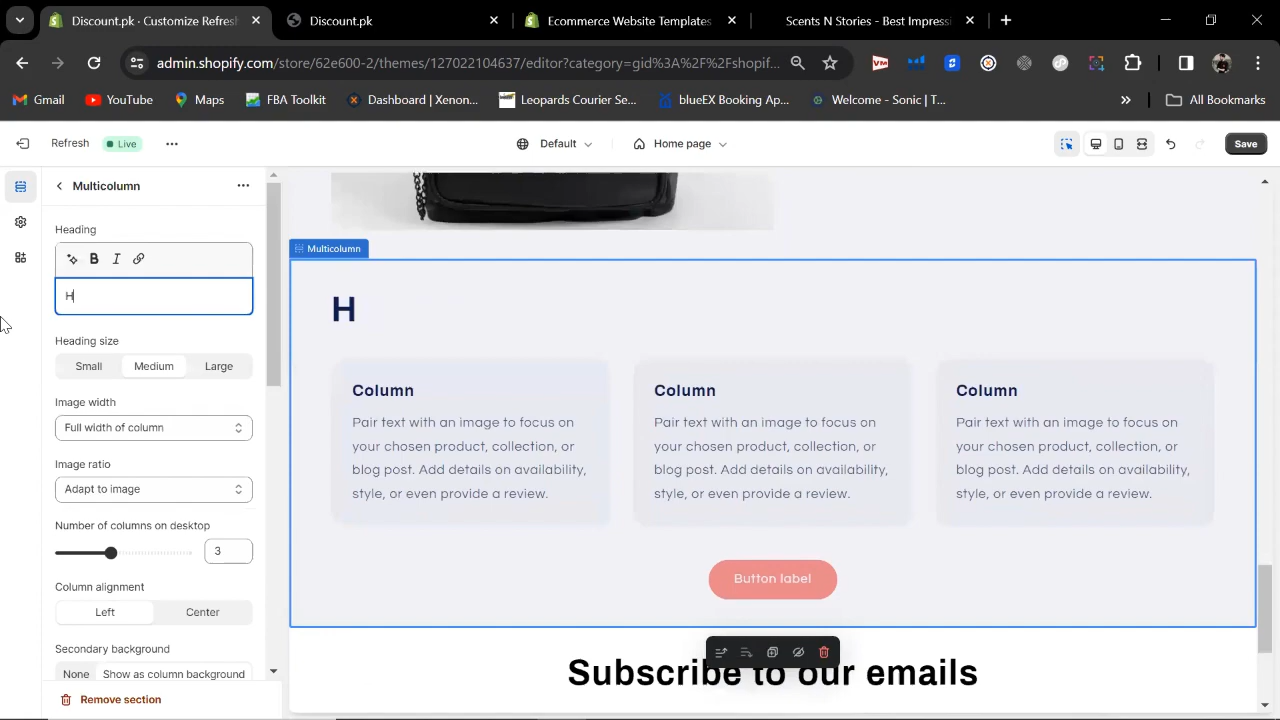 Discount.pk · Customize Refresh
Discount.pk
Ecommerce Website Templates
Scents N Stories - Best Impressi
admin.shopify.com/store/62e600-2/themes/127022104637/editor?category=gid%3A%2F%2Fshopif...
Gmail
YouTube
Maps
FBA Toolkit
Dashboard | Xenon...
Leopards Courier Se...
blueEX Booking Ap...
Welcome - Sonic | T...
All Bookmarks
Refresh
Live
Default
Home page
Save
Multicolumn
Heading
B I
H
Heading size
Small Medium Large
Image width
Full width of column
Image ratio
Adapt to image
Number of columns on desktop
3
Column alignment
Left Center
Secondary background
None Show as column background
Remove section
Multicolumn
H
Column
Pair text with an image to focus on
your chosen product, collection, or
blog post. Add details on availability,
style, or even provide a review.
Column
Pair text with an image to focus on
your chosen product, collection, or
blog post. Add details on availability,
style, or even provide a review.
Column
Pair text with an image to focus on
your chosen product, collection, or
blog post. Add details on availability,
style, or even provide a review.
Button label
Subscribe to our emails